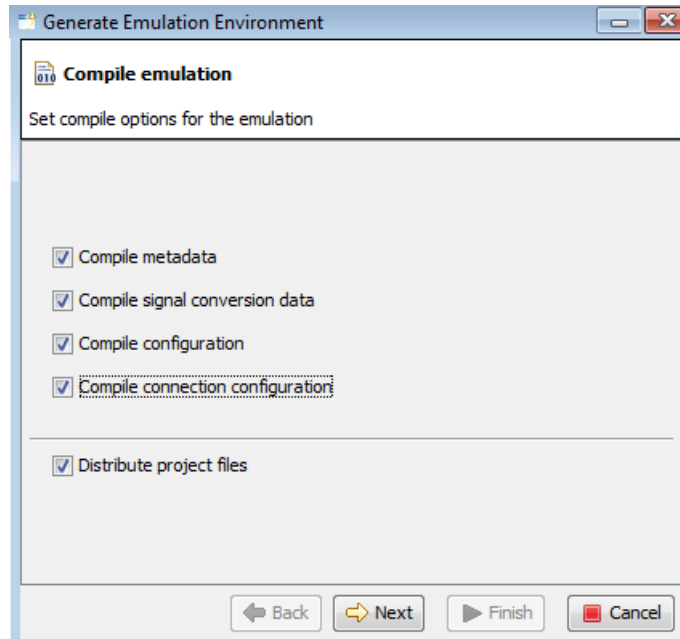 Generate Emulation Environment
010
Compile emulation
Set compile options for the emulation
Compile metadata
Compile signal conversion data
Compile configuration
Compile connection configuration
Distribute project files
Back Next Finish Cancel